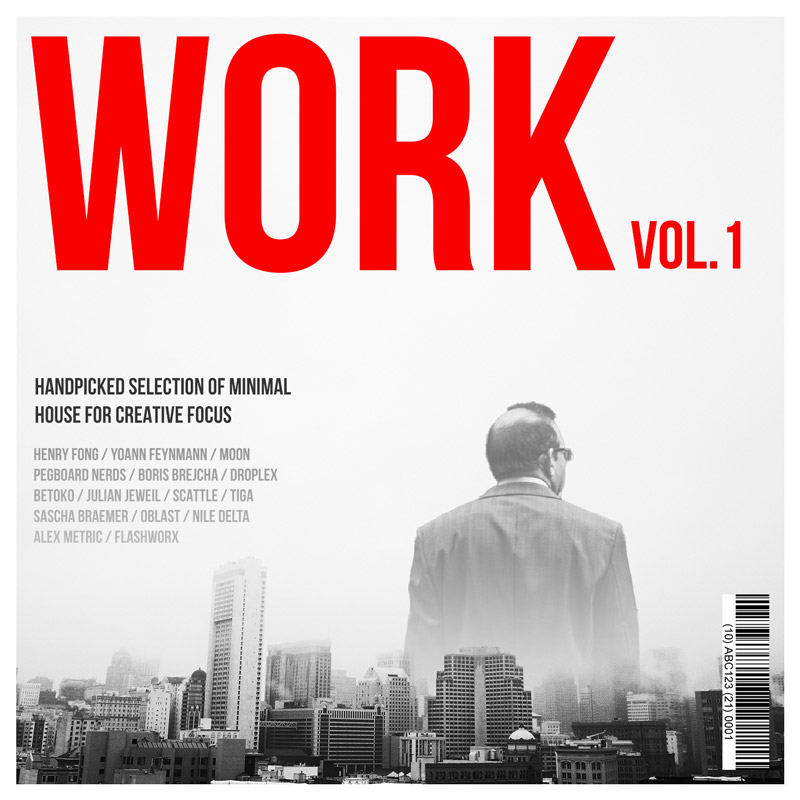 WORK
VOL. 1
HANDPICKED SELECTION OF MINIMAL
HOUSE FOR CREATIVE FOCUS
HENRY FONG / YOANN FEYNMANN / MOON
PEGBOARD NERDS / BORIS BREJCHA / DROPLEX
BETOKO / JULIAN JEWEIL / SCATTLE / TIGA
SASCHA BRAEMER / OBLAST / NILE DELTA
ALEX METRIC / FLASHWORX
(10) ABC123 (21) 0001